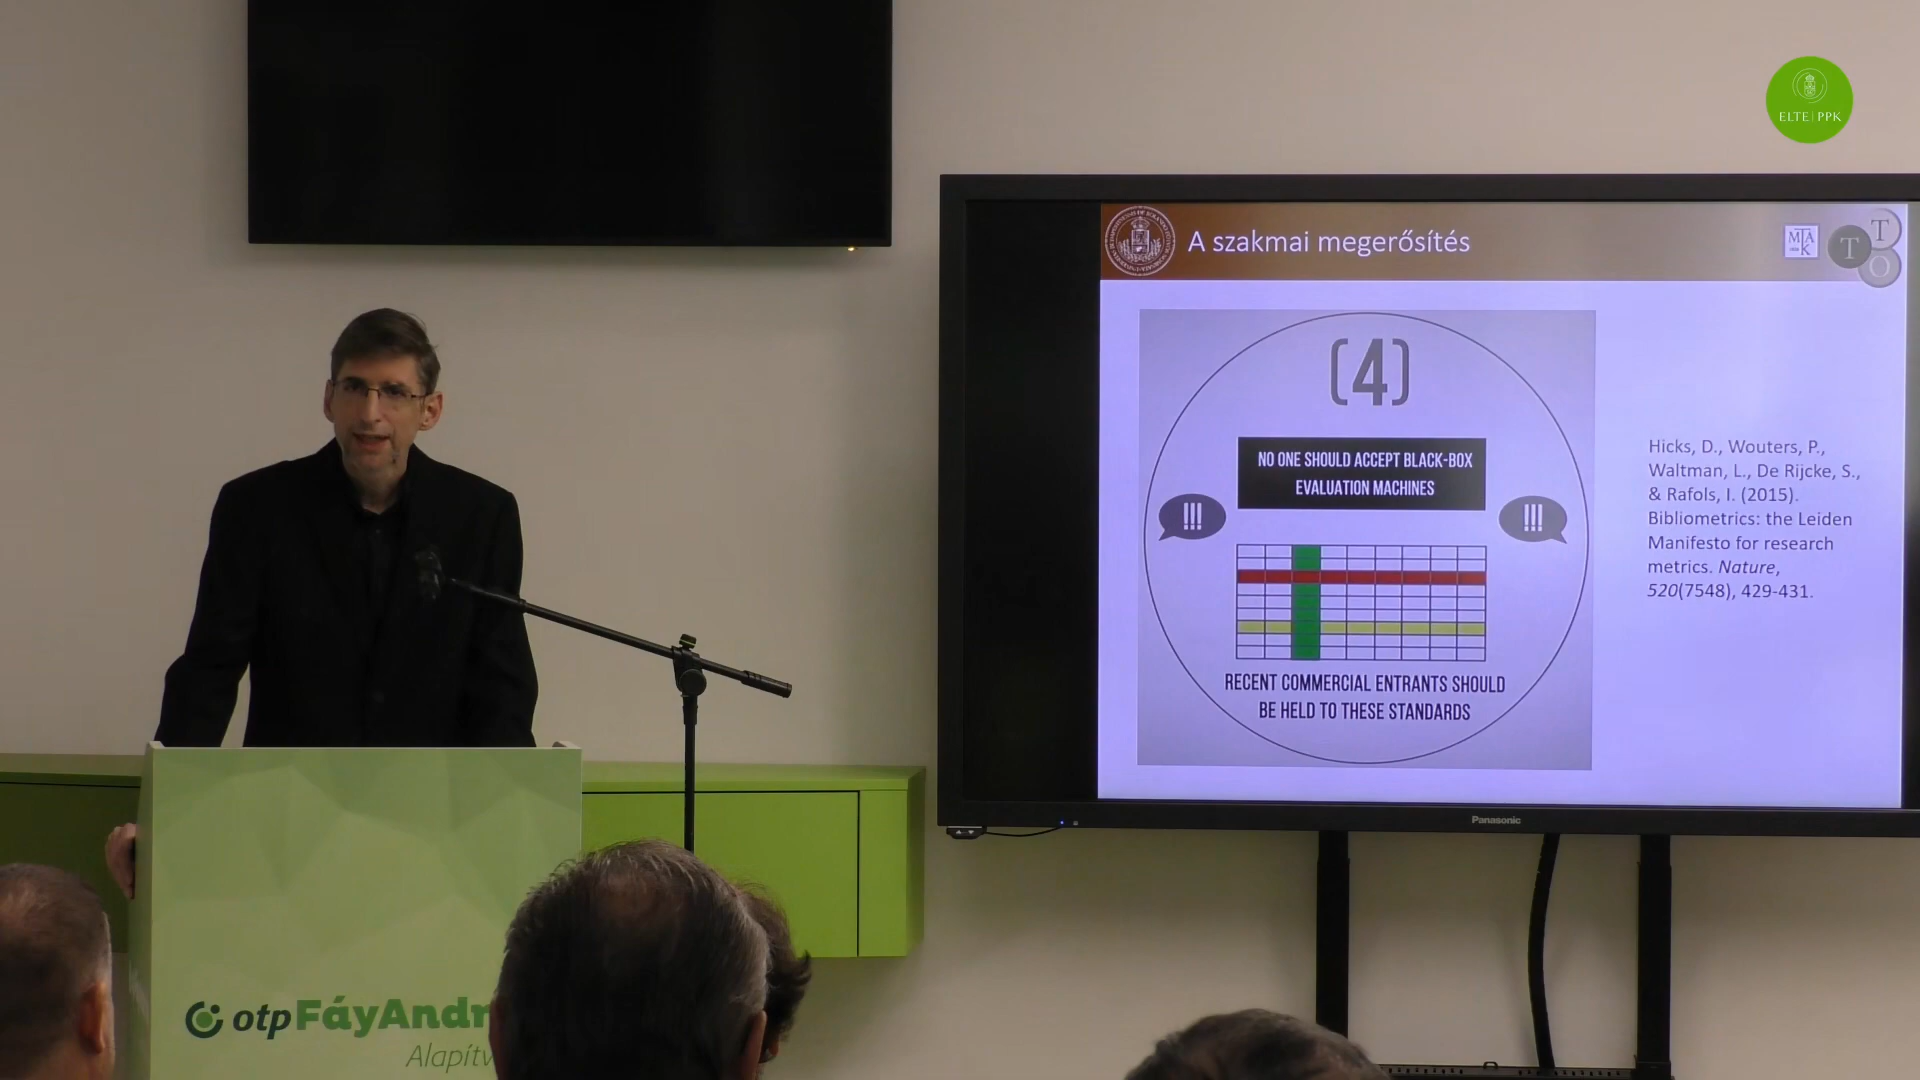 ELTE | PPK
A szakmai megerősítés
MTA
K
T
T
O
(4)
NO ONE SHOULD ACCEPT BLACK-BOX
EVALUATION MACHINES
!!!
!!!
RECENT COMMERCIAL ENTRANTS SHOULD
BE HELD TO THESE STANDARDS
Hicks, D., Wouters, P.,
Waltman, L., De Rijcke, S.,
& Rafols, I. (2015).
Bibliometrics: the Leiden
Manifesto for research
metrics. Nature,
520(7548), 429-431.
Panasonic
otpFáyAndr
Alapítv